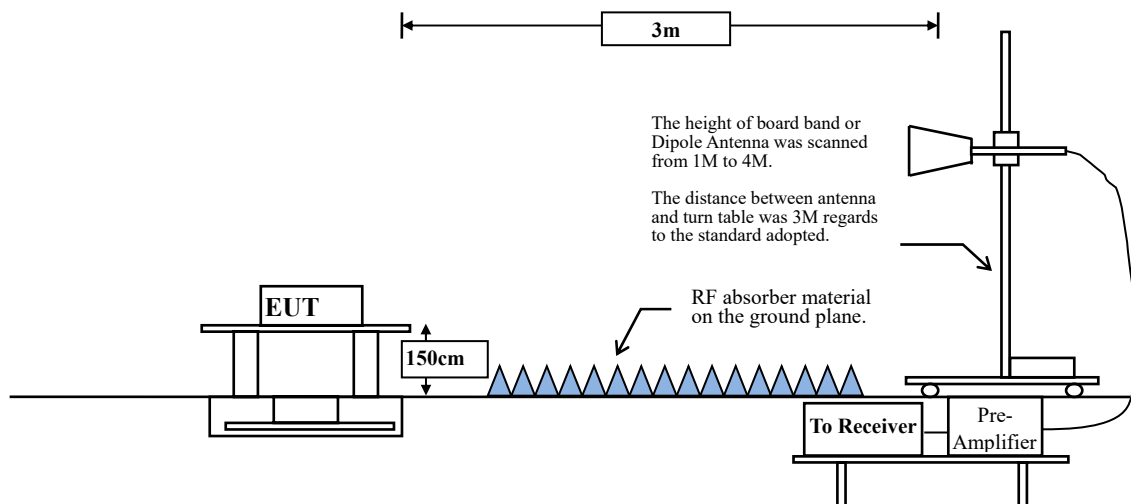 3m
The height of board band or
Dipole Antenna was scanned
from 1M to 4M.
The distance between antenna
and turn table was 3M regards
to the standard adopted.
EUT
RF absorber material
on the ground plane.
150cm
To Receiver
Pre-
Amplifier